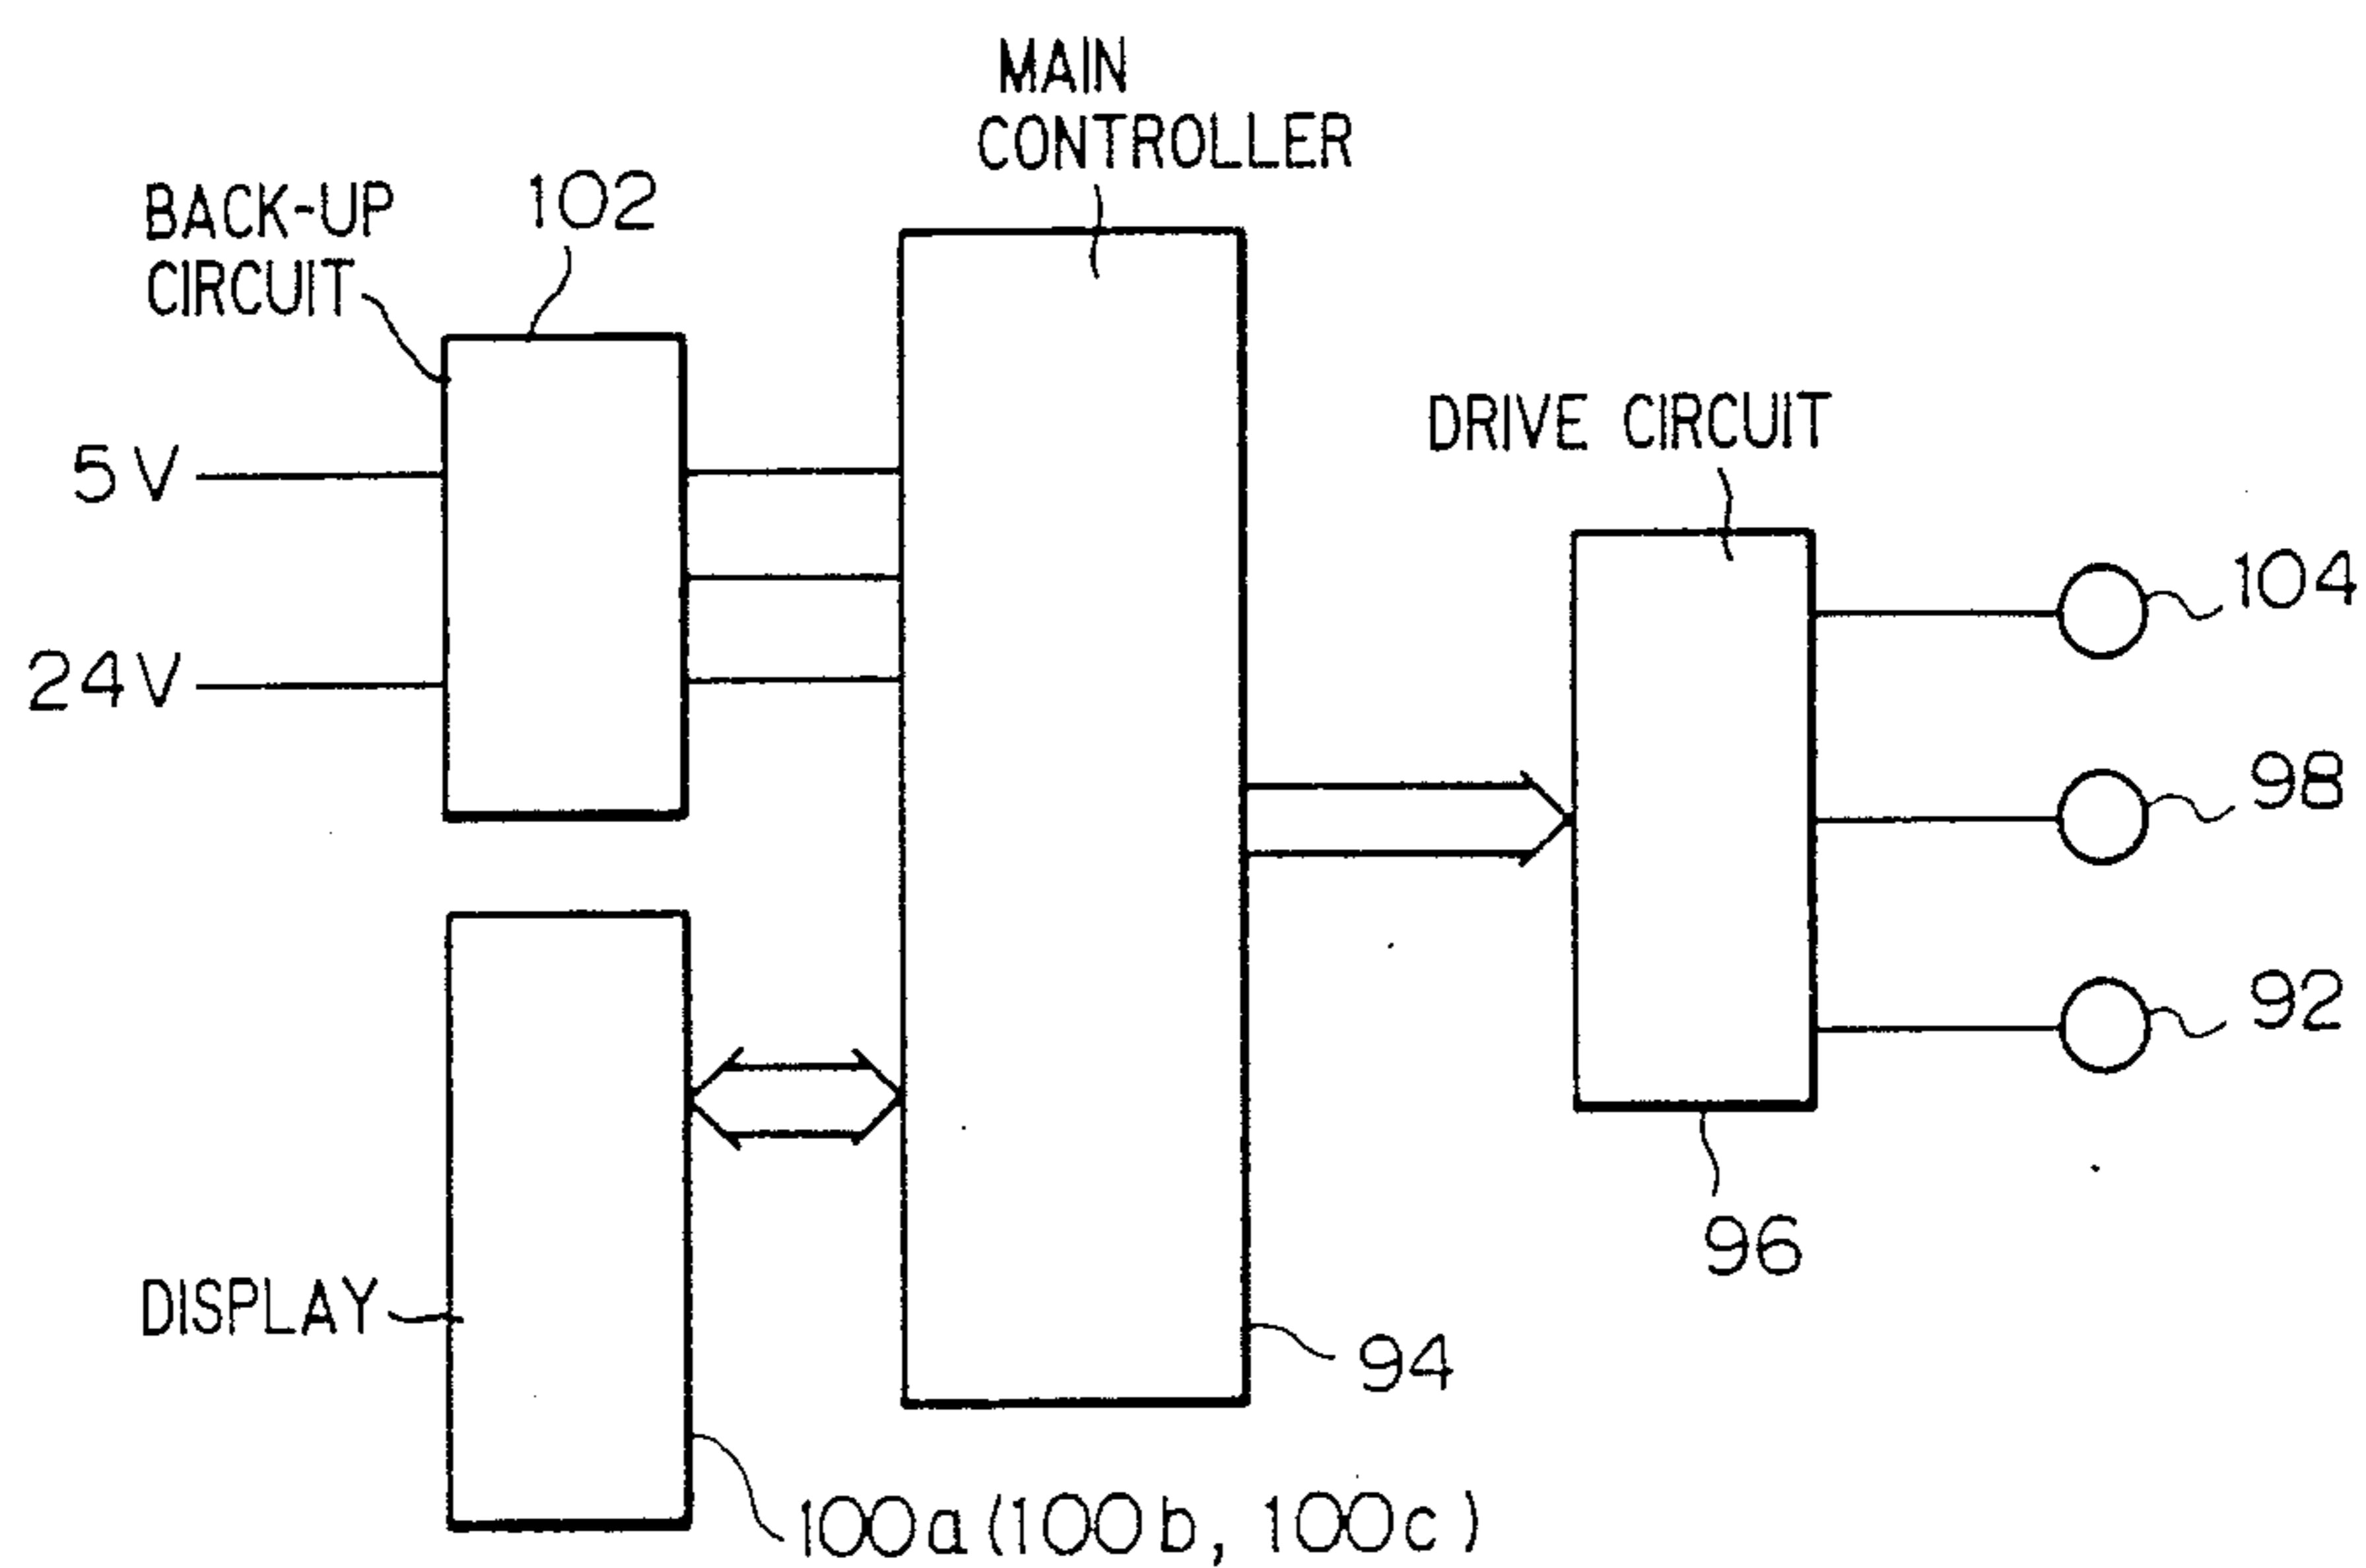 MAIN
CONTROLLER
BACK-UP
CIRCUIT
102
5V
24V
DRIVE CIRCUIT
104
98
92
96
94
DISPLAY
100a(100b, 100c)